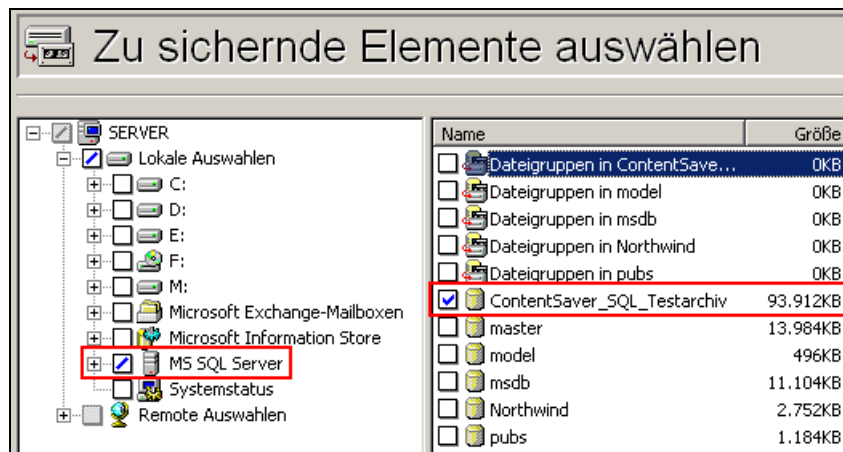 Zu sichernde Elemente auswählen
SERVER
Lokale Auswahlen
C:
D:
E:
F:
M:
Microsoft Exchange-Mailboxen
Microsoft Information Store
MS SQL Server
Systemstatus
Remote Auswahlen
Name Größe
Dateigruppen in ContentSave... 0KB
Dateigruppen in model 0KB
Dateigruppen in msdb 0KB
Dateigruppen in Northwind 0KB
Dateigruppen in pubs 0KB
ContentSaver_SQL_Testarchiv 93.912KB
master 13.984KB
model 496KB
msdb 11.104KB
Northwind 2.752KB
pubs 1.184KB